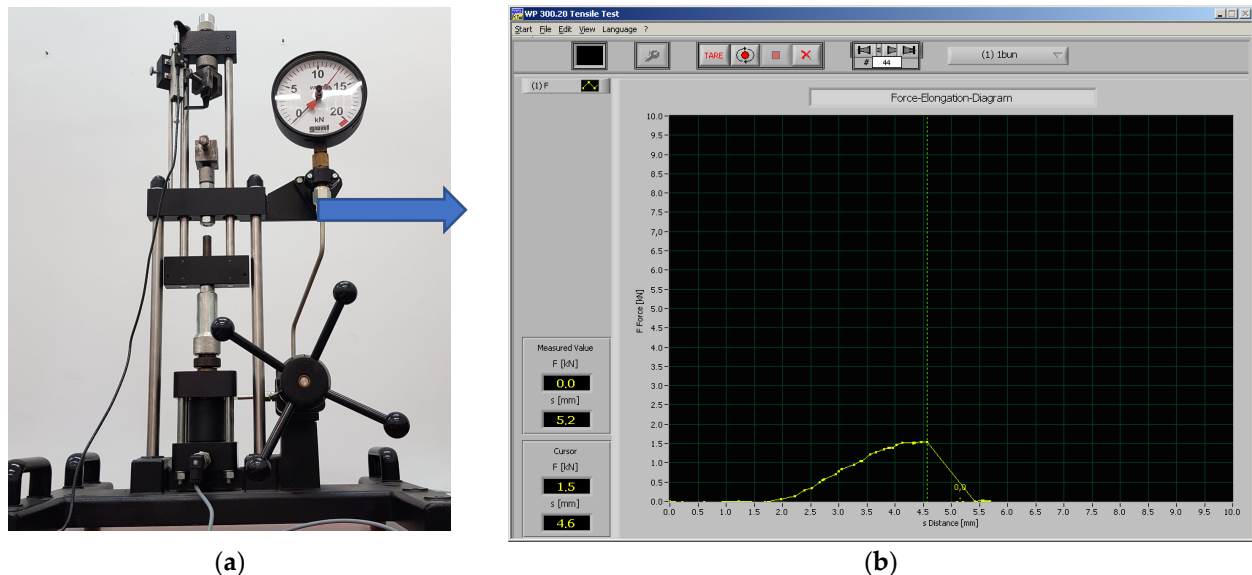 10
5
15
0
20
kN
(a)
WP 300.20 Tensile Test
Start File Edit View Language ?
TARE
# 44
(1) 1bun
(1) F
Force-Elongation-Diagram
10.0
9.5
9.0
8.5
8.0
7.5
7,0
6.5
6.0
5.5
5.0
4.5
4.0
3.5
3.0
2.5
2.0
1.5
1.0
0.5
0.0
F Force [kN]
0,0
0.0 0.5 1.0 1.5 2.0 2.5 3.0 3.5 4.0 4.5 5.0 5.5 6.0 6.5 7.0 7.5 8.0 8.5 9.0 9.5 10.0
s Distance [mm]
Measured Value
F [kN]
0,0
s [mm]
5,2
Cursor
F [kN]
1,5
s [mm]
4,6
(b)